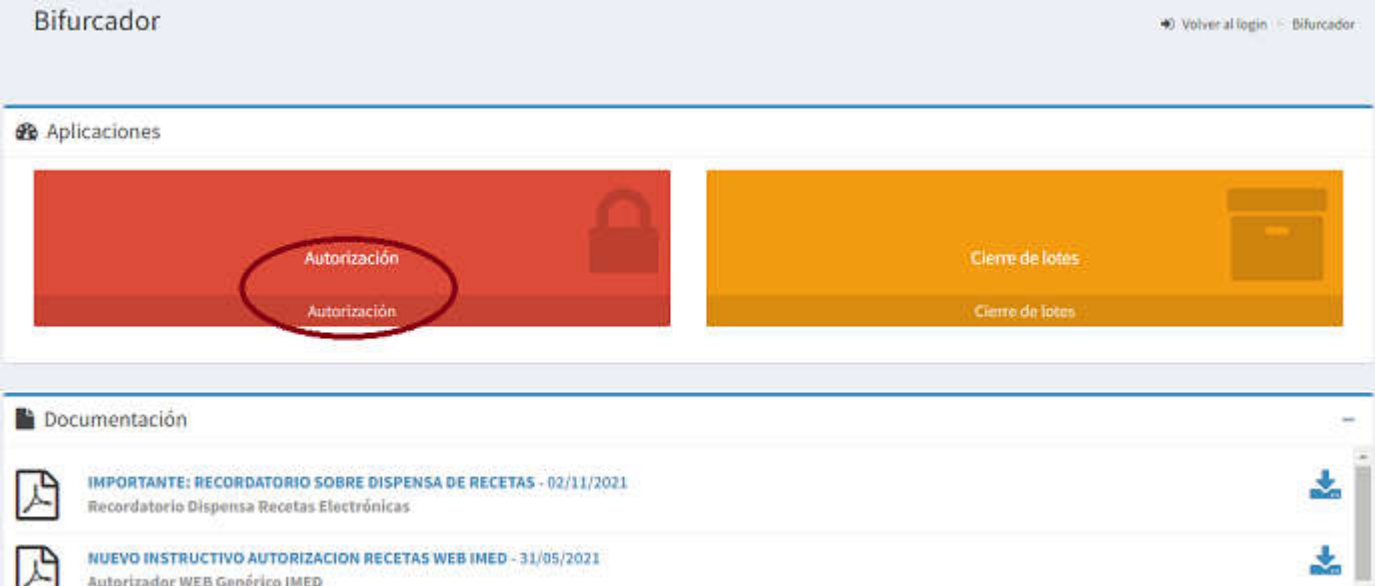 Bifurcador
Volver al login - Bifurcador
Aplicaciones
Autorización
Autorización
Cierre de lotes
Cierre de lotes
Documentación
IMPORTANTE: RECORDATORIO SOBRE DISPENSA DE RECETAS - 02/11/2021
Recordatorio Dispensa Recetas Electrónicas
NUEVO INSTRUCTIVO AUTORIZACION RECETAS WEB IMED - 31/05/2021
Autorizador WEB Genérico IMED